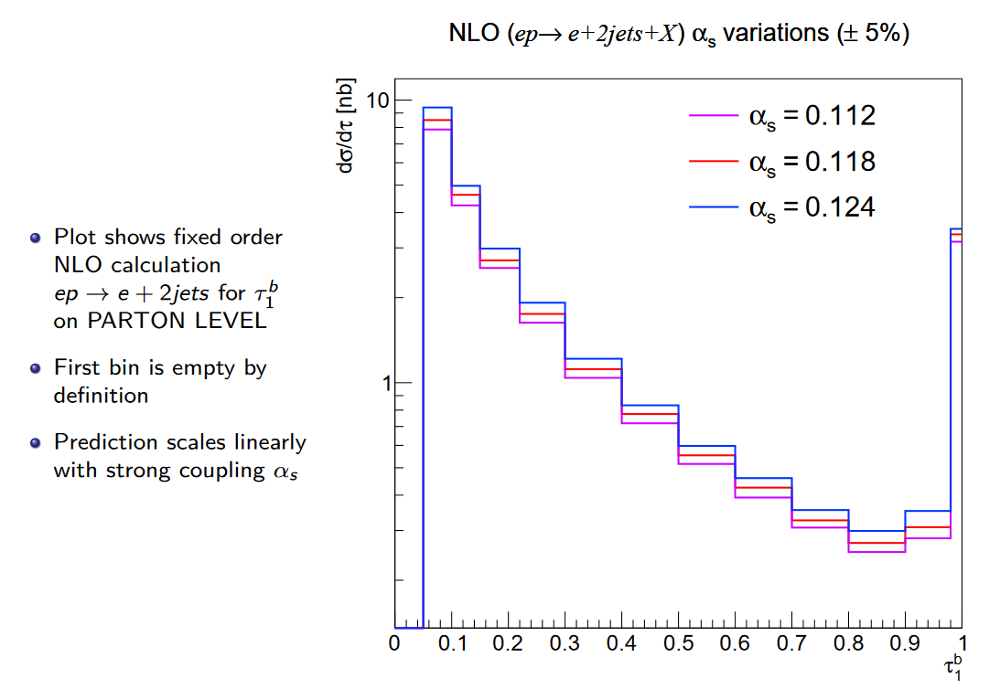 NLO (ep→ e+2jets+X) αs variations (± 5%)
Plot shows fixed order
NLO calculation
ep → e + 2jets for τ₁ᵇ
on PARTON LEVEL
First bin is empty by
definition
Prediction scales linearly
with strong coupling αs
dσ/dτ [nb]
10
1
αs = 0.112
αs = 0.118
αs = 0.124
0 0.1 0.2 0.3 0.4 0.5 0.6 0.7 0.8 0.9 1
τ₁ᵇ